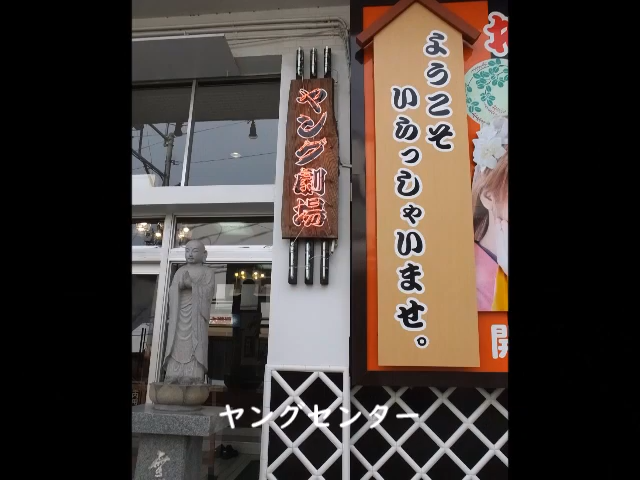 ヤング劇場
ようこそ
いらっしゃいませ。
ヤングセンター